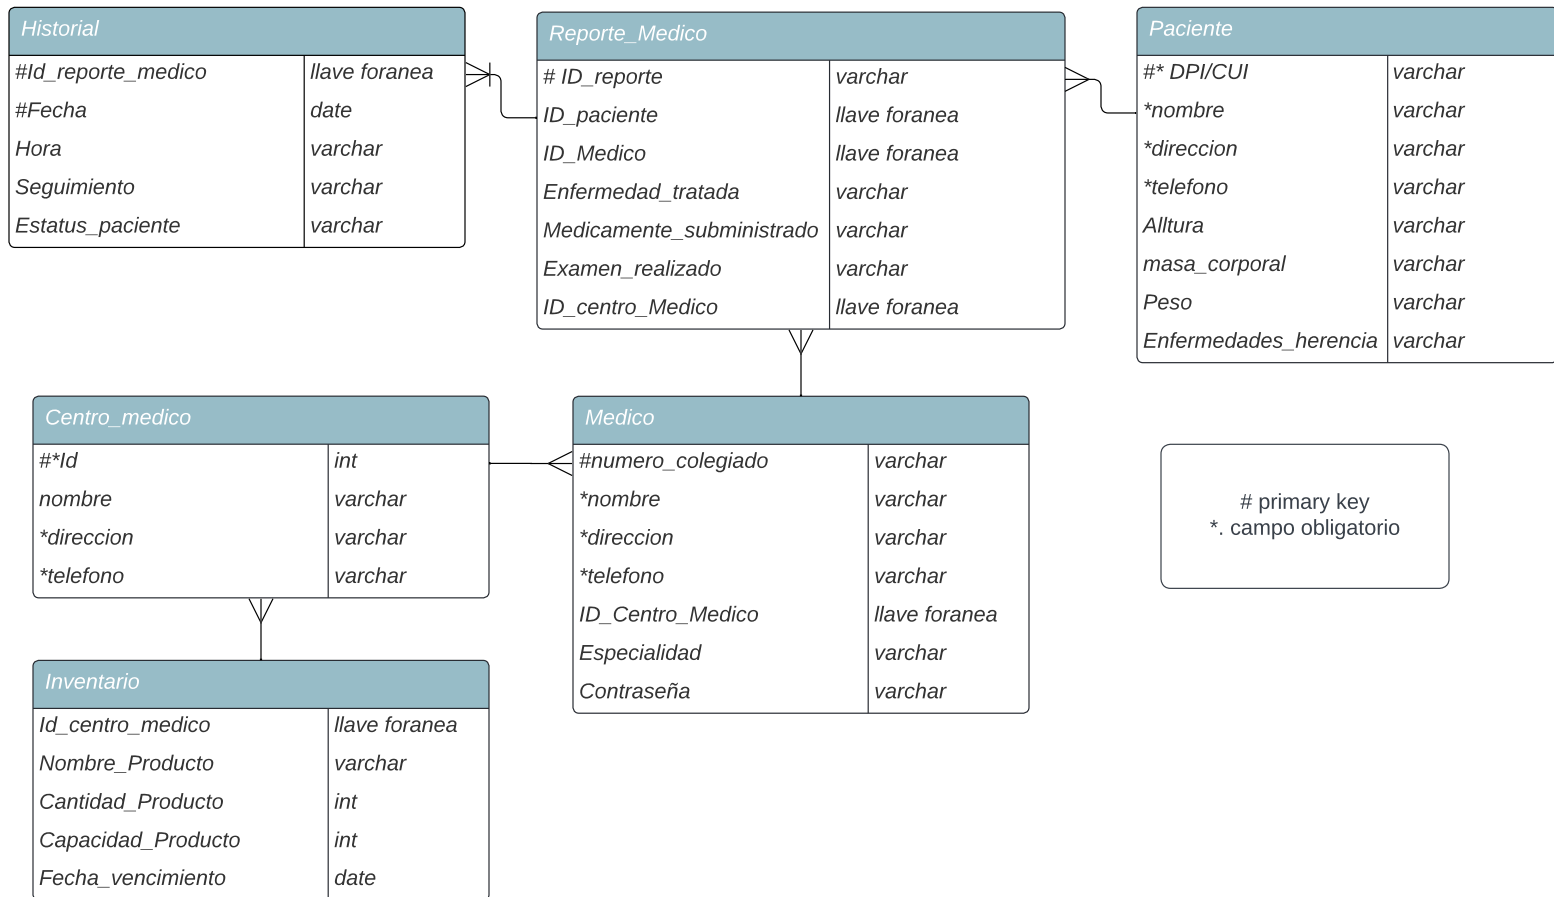 Historial
#Id_reporte_medico llave foranea
#Fecha date
Hora varchar
Seguimiento varchar
Estatus_paciente varchar
Reporte_Medico
# ID_reporte varchar
ID_paciente llave foranea
ID_Medico llave foranea
Enfermedad_tratada varchar
Medicamente_subministrado varchar
Examen_realizado varchar
ID_centro_Medico llave foranea
Paciente
#* DPI/CUI varchar
*nombre varchar
*direccion varchar
*telefono varchar
Alltura varchar
masa_corporal varchar
Peso varchar
Enfermedades_herencia varchar
Centro_medico
#*Id int
nombre varchar
*direccion varchar
*telefono varchar
Medico
#numero_colegiado varchar
*nombre varchar
*direccion varchar
*telefono varchar
ID_Centro_Medico llave foranea
Especialidad varchar
Contraseña varchar
# primary key
*. campo obligatorio
Inventario
Id_centro_medico llave foranea
Nombre_Producto varchar
Cantidad_Producto int
Capacidad_Producto int
Fecha_vencimiento date